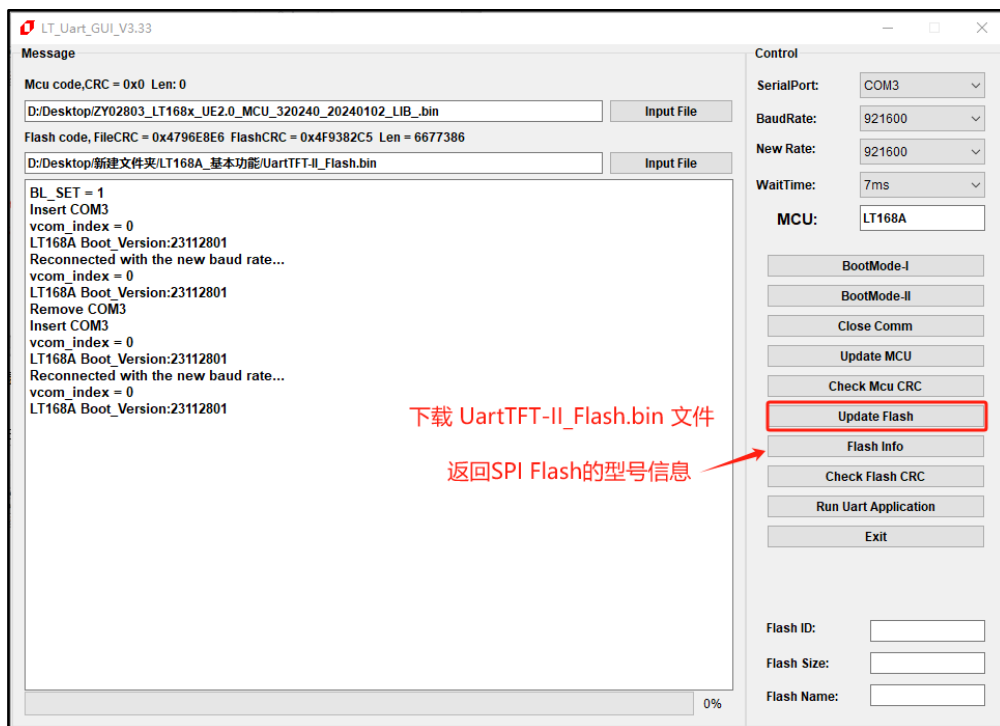 LT_Uart_GUI_V3.33
Message
Mcu code,CRC = 0x0 Len: 0
D:/Desktop/ZY02803_LT168x_UE2.0_MCU_320240_20240102_LIB_.bin
Input File
Flash code, FileCRC = 0x4796E8E6 FlashCRC = 0x4F9382C5 Len = 6677386
D:/Desktop/新建文件夹/LT168A_基本功能/UartTFT-II_Flash.bin
Input File
BL_SET = 1
Insert COM3
vcom_index = 0
LT168A Boot_Version:23112801
Reconnected with the new baud rate...
vcom_index = 0
LT168A Boot_Version:23112801
Remove COM3
Insert COM3
vcom_index = 0
LT168A Boot_Version:23112801
Reconnected with the new baud rate...
vcom_index = 0
LT168A Boot_Version:23112801
下载 UartTFT-II_Flash.bin 文件
返回SPI Flash的型号信息
0%
Control
SerialPort: COM3
BaudRate: 921600
New Rate: 921600
WaitTime: 7ms
MCU: LT168A
BootMode-I
BootMode-II
Close Comm
Update MCU
Check Mcu CRC
Update Flash
Flash Info
Check Flash CRC
Run Uart Application
Exit
Flash ID:
Flash Size:
Flash Name: